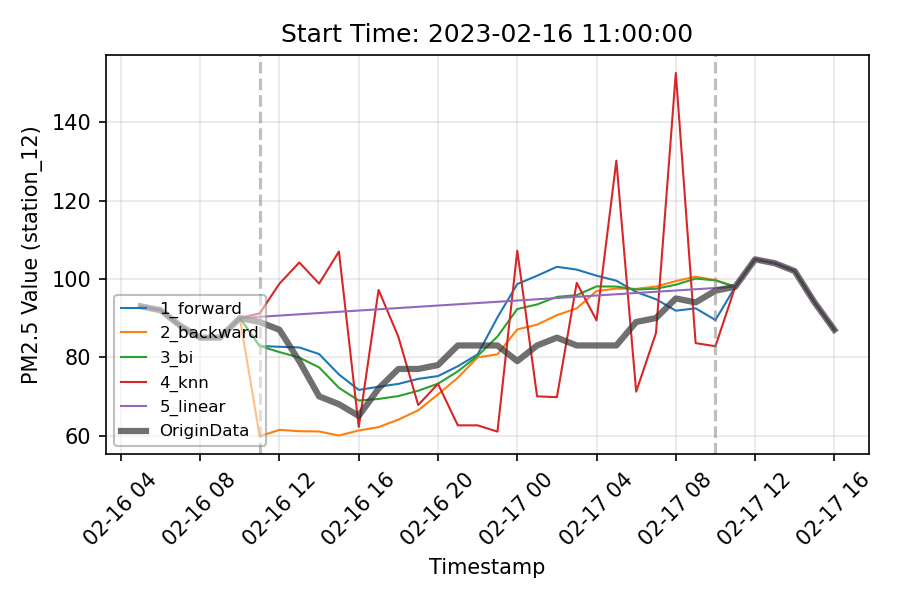 Start Time: 2023-02-16 11:00:00
PM2.5 Value (station_12)
140
120
100
80
60
1_forward
2_backward
3_bi
4_knn
5_linear
OriginData
02-16 04
02-16 08
02-16 12
02-16 16
02-16 20
02-17 00
02-17 04
02-17 08
02-17 12
02-17 16
Timestamp